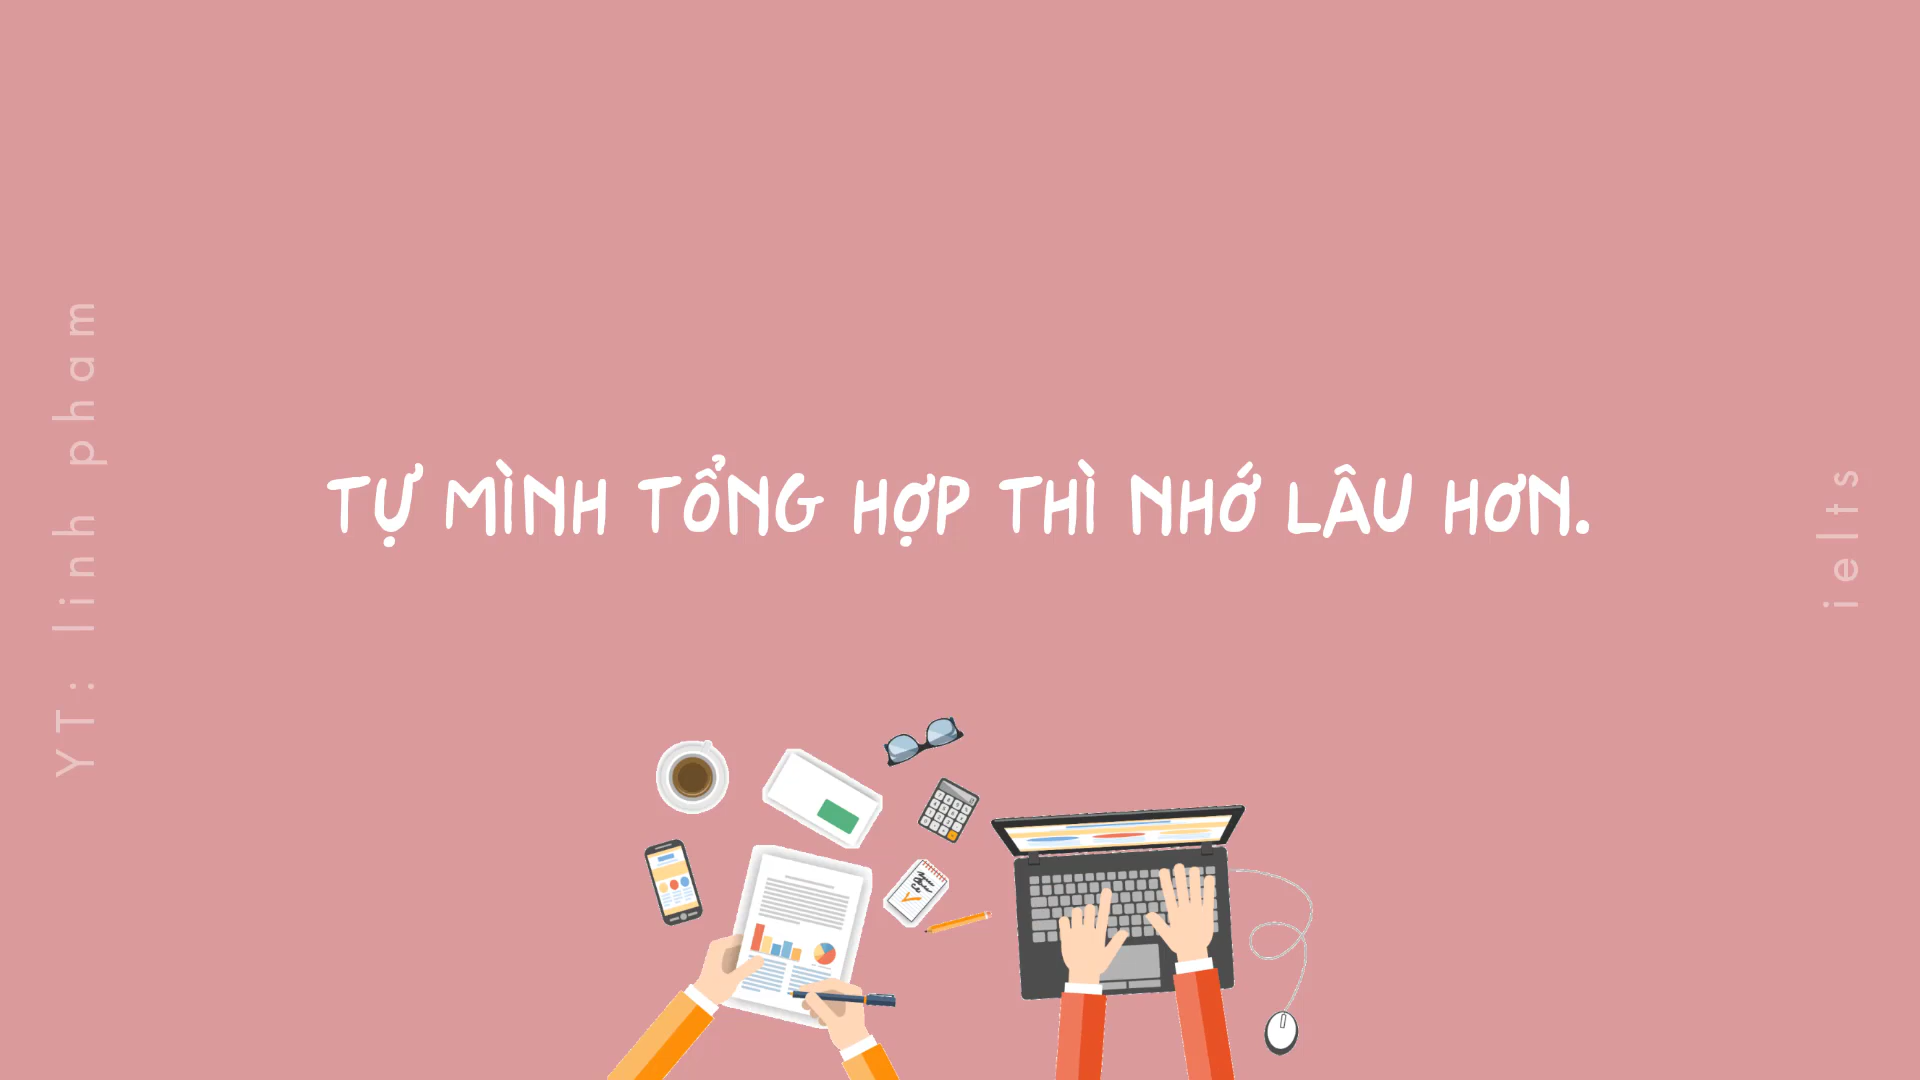 YT: linh pham
TỰ MÌNH TỔNG HỢP THÌ NHỚ LÂU HƠN.
ielts